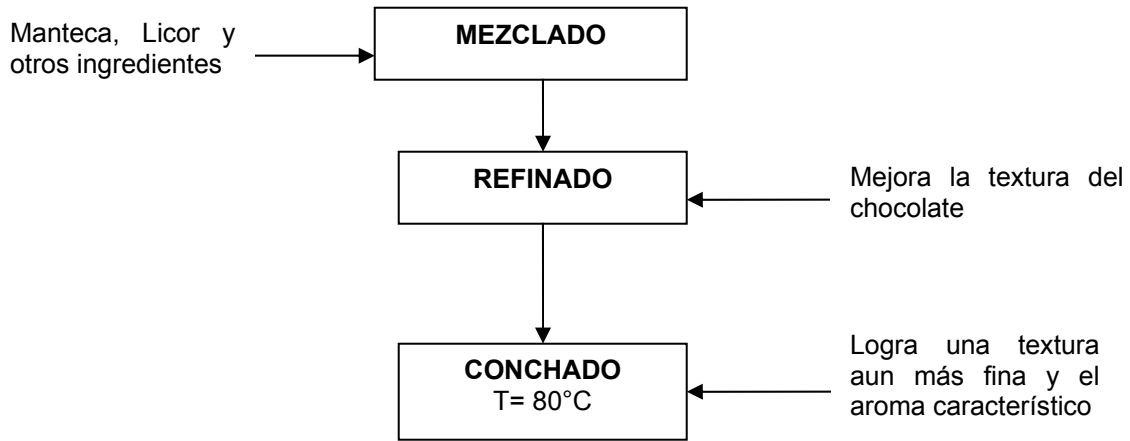 Manteca, Licor y
otros ingredientes
MEZCLADO
REFINADO
Mejora la textura del
chocolate
CONCHADO
T= 80°C
Logra una textura
aun más fina y el
aroma característico